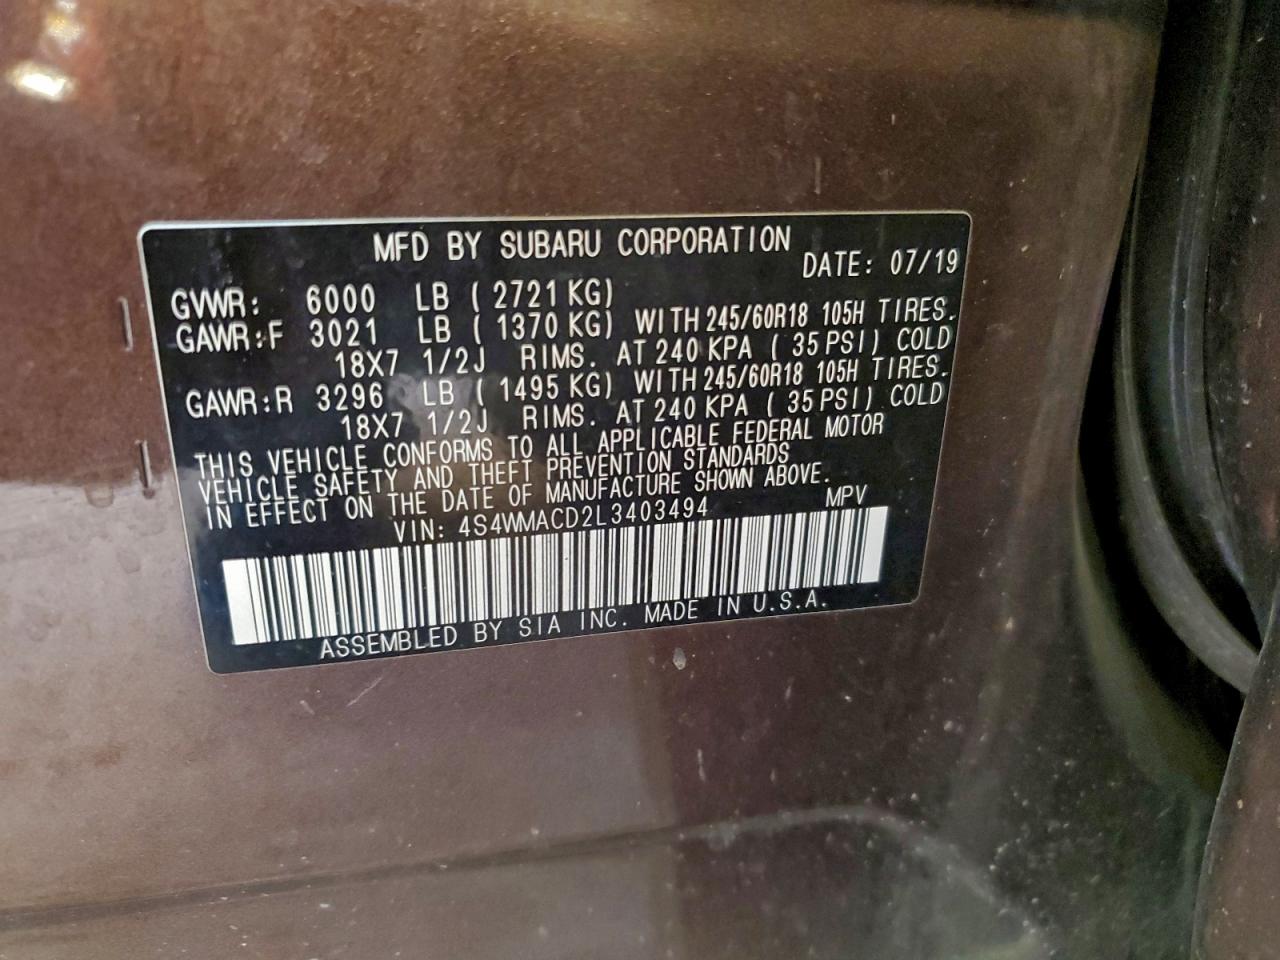 MFD BY SUBARU CORPORATION
DATE: 07/19
GVWR: 6000 LB ( 2721 KG)
GAWR:F 3021 LB ( 1370 KG) WITH 245/60R18 105H TIRES.
18X7 1/2J RIMS. AT 240 KPA ( 35 PSI) COLD
GAWR:R 3296 LB ( 1495 KG) WITH 245/60R18 105H TIRES.
18X7 1/2J RIMS. AT 240 KPA ( 35 PSI) COLD
THIS VEHICLE CONFORMS TO ALL APPLICABLE FEDERAL MOTOR
VEHICLE SAFETY AND THEFT PREVENTION STANDARDS
IN EFFECT ON THE DATE OF MANUFACTURE SHOWN ABOVE.
VIN: 4S4WMACD2L3403494 MPV
ASSEMBLED BY SIA INC. MADE IN U.S.A.